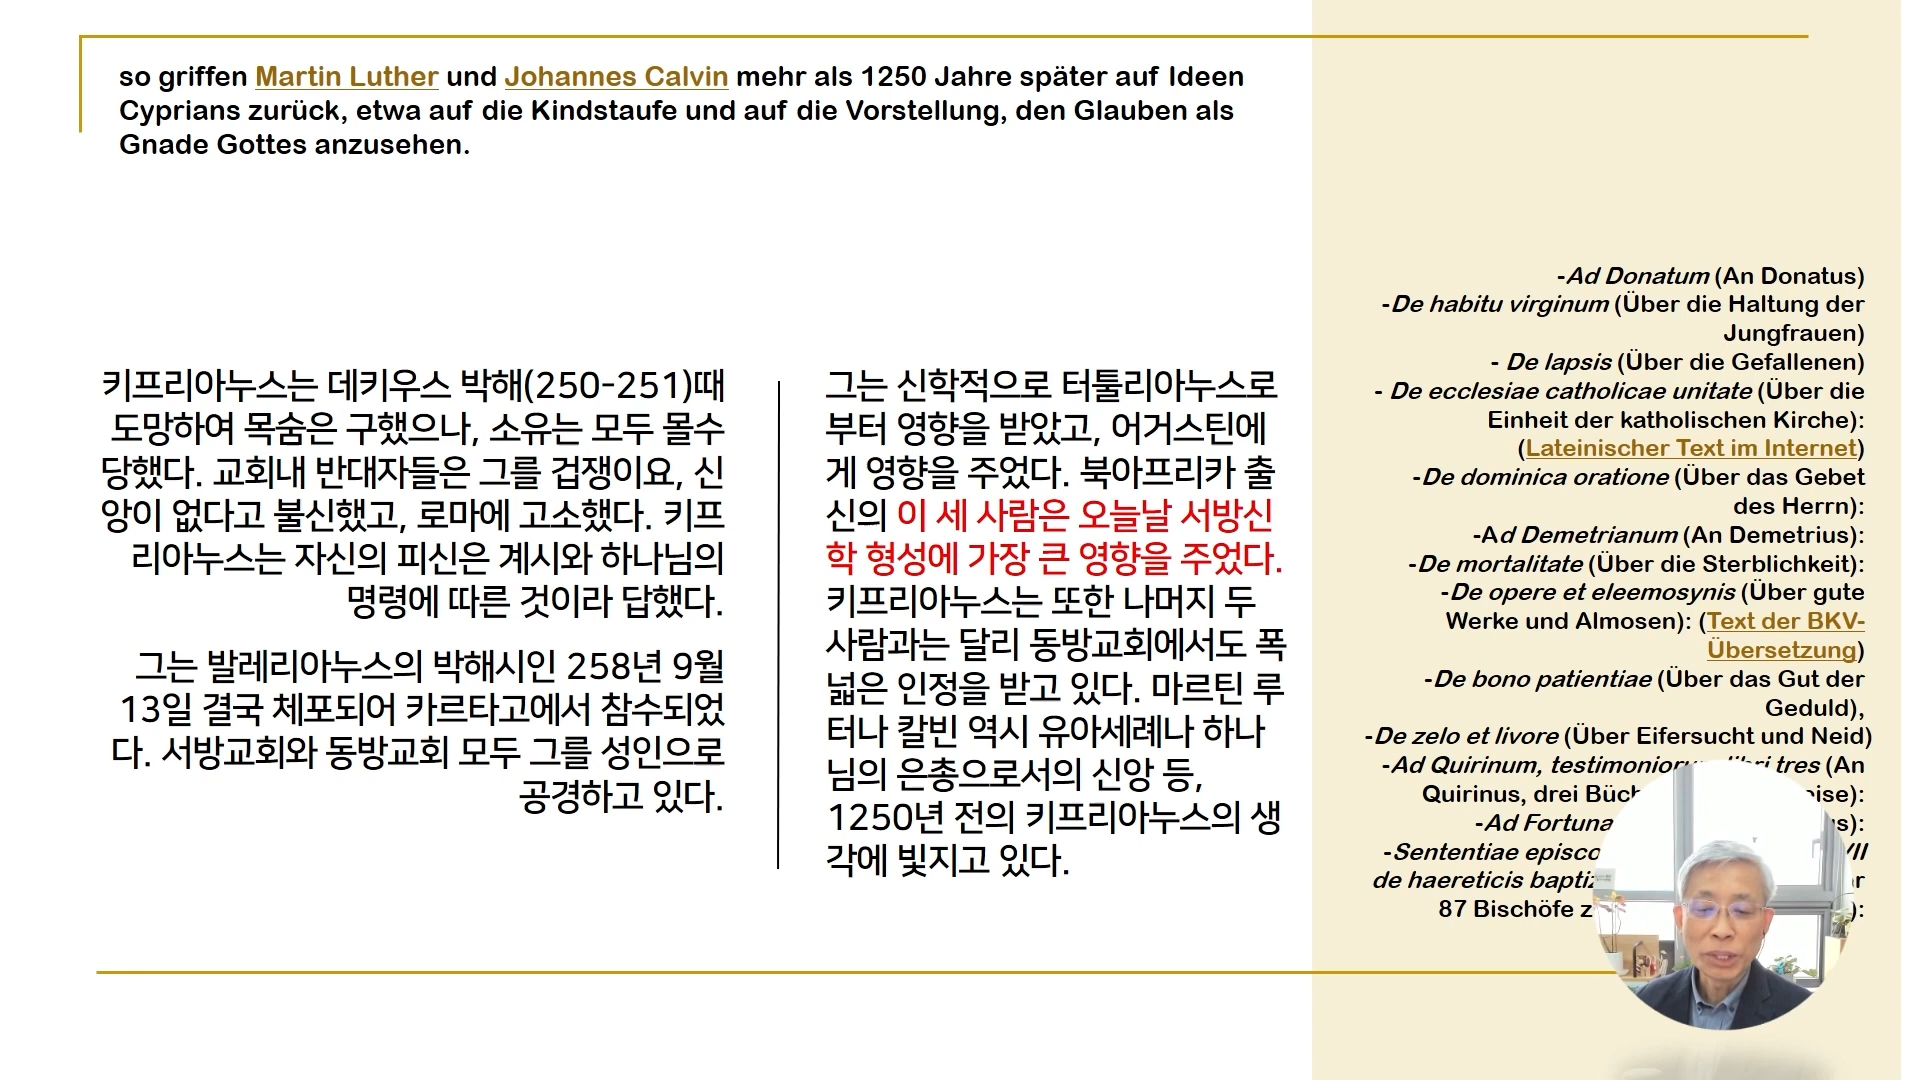 so griffen Martin Luther und Johannes Calvin mehr als 1250 Jahre später auf Ideen
Cyprians zurück, etwa auf die Kindstaufe und auf die Vorstellung, den Glauben als
Gnade Gottes anzusehen.
키프리아누스는 데키우스 박해(250-251)때
도망하여 목숨은 구했으나, 소유는 모두 몰수
당했다. 교회내 반대자들은 그를 겁쟁이요, 신
앙이 없다고 불신했고, 로마에 고소했다. 키프
리아누스는 자신의 피신은 계시와 하나님의
명령에 따른 것이라 답했다.
그는 발레리아누스의 박해시인 258년 9월
13일 결국 체포되어 카르타고에서 참수되었
다. 서방교회와 동방교회 모두 그를 성인으로
공경하고 있다.
그는 신학적으로 터툴리아누스로
부터 영향을 받았고, 어거스틴에
게 영향을 주었다. 북아프리카 출
신의 이 세 사람은 오늘날 서방신
학 형성에 가장 큰 영향을 주었다.
키프리아누스는 또한 나머지 두
사람과는 달리 동방교회에서도 폭
넓은 인정을 받고 있다. 마르틴 루
터나 칼빈 역시 유아세례나 하나
님의 은총으로서의 신앙 등,
1250년 전의 키프리아누스의 생
각에 빛지고 있다.
-Ad Donatum (An Donatus)
-De habitu virginum (Über die Haltung der
Jungfrauen)
- De lapsis (Über die Gefallenen)
- De ecclesiae catholicae unitate (Über die
Einheit der katholischen Kirche):
(Lateinischer Text im Internet)
-De dominica oratione (Über das Gebet
des Herrn):
-Ad Demetrianum (An Demetrius):
-De mortalitate (Über die Sterblichkeit):
-De opere et eleemosynis (Über gute
Werke und Almosen): (Text der BKV-
Übersetzung)
-De bono patientiae (Über das Gut der
Geduld),
-De zelo et livore (Über Eifersucht und Neid)
-Ad Quirinum, tres (An
Quirinus, drei
-Ad
-Sententiae
de haereticis
87 Bischöfe